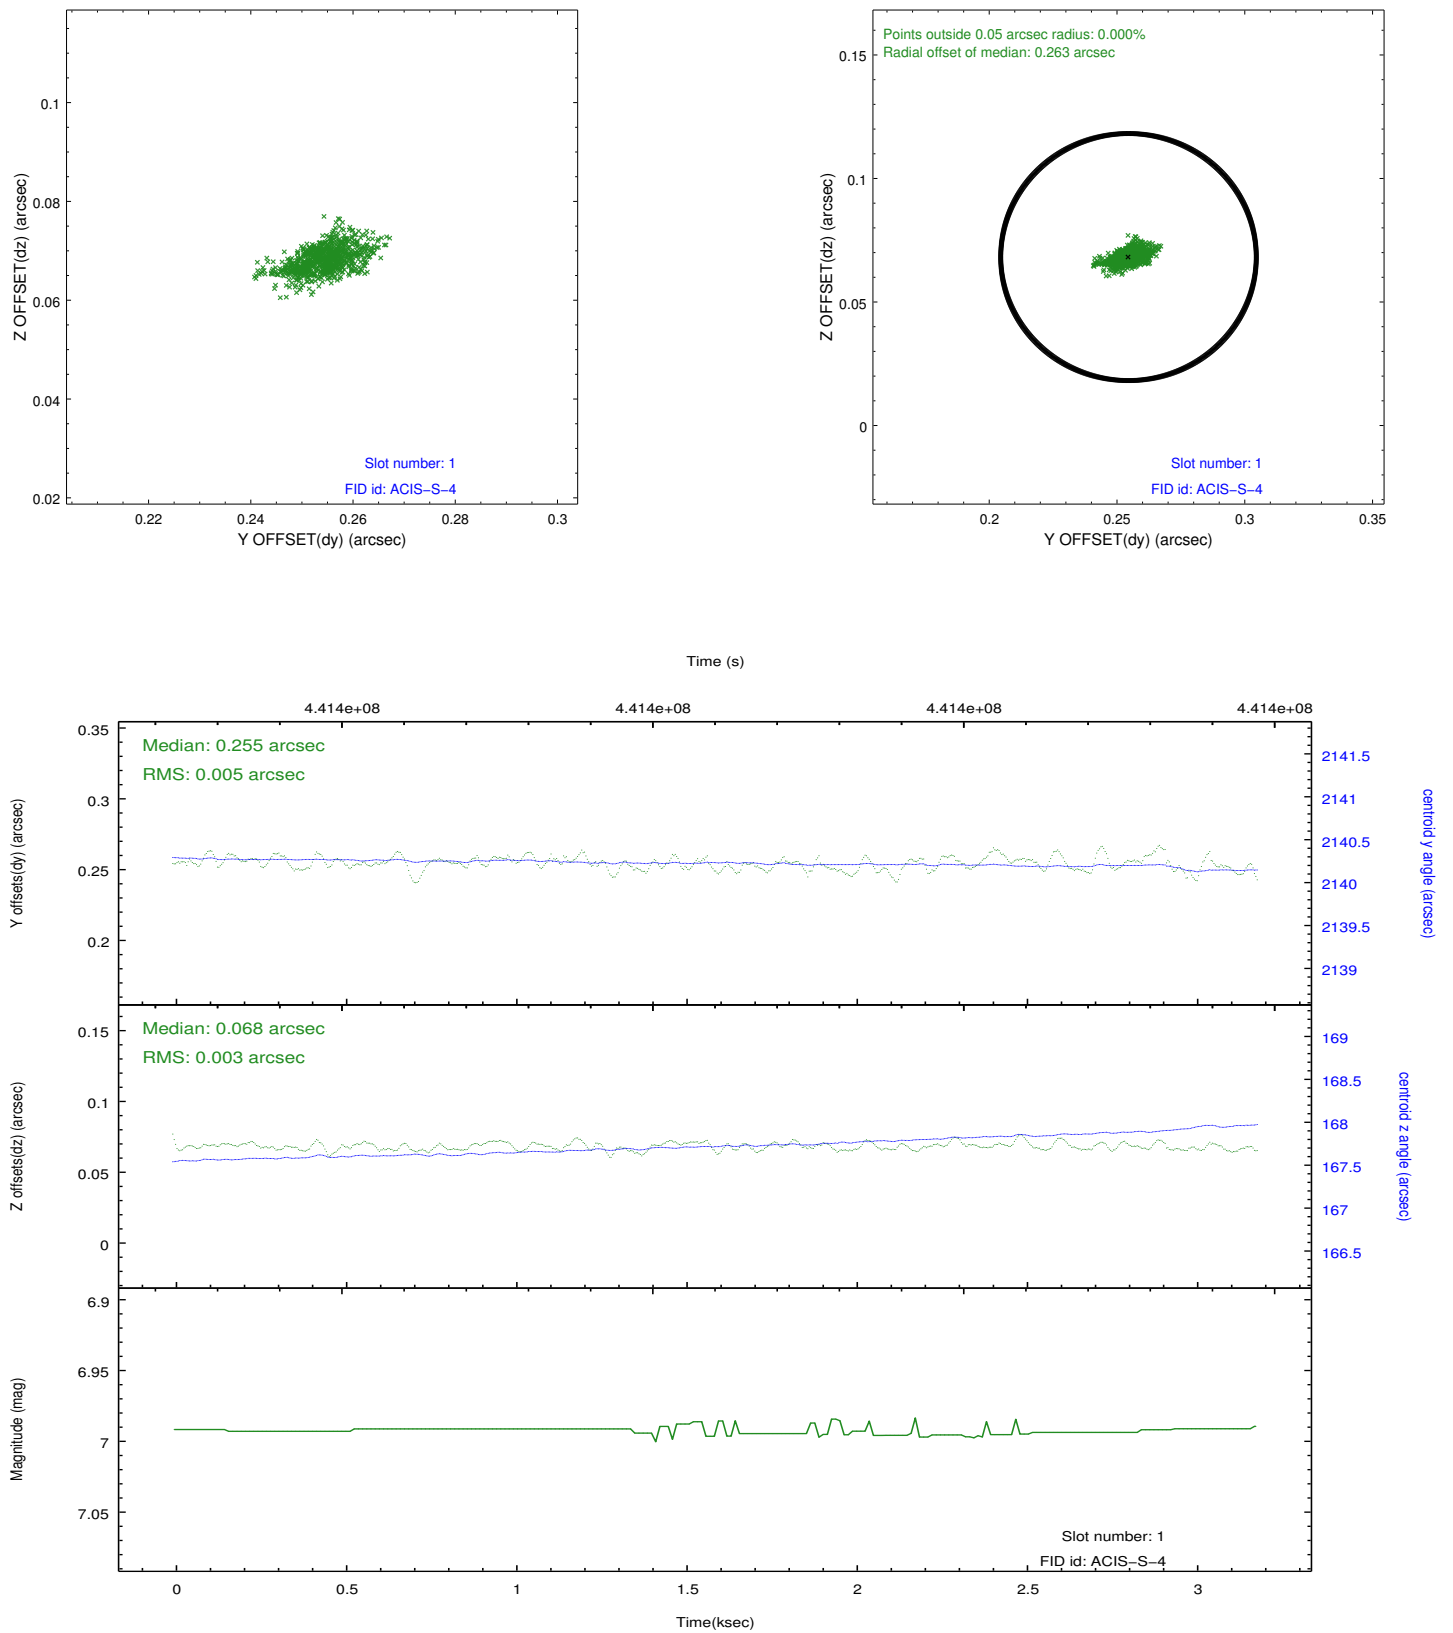 0.1
0.08
0.06
0.04
0.02
Z OFFSET(dz) (arcsec)
Slot number: 1
FID id: ACIS−S−4
0.22 0.24 0.26 0.28 0.3
Y OFFSET(dy) (arcsec)
Points outside 0.05 arcsec radius: 0.000%
Radial offset of median: 0.263 arcsec
0.15
0.1
0.05
0
Z OFFSET(dz) (arcsec)
Slot number: 1
FID id: ACIS−S−4
0.2 0.25 0.3 0.35
Y OFFSET(dy) (arcsec)
Time (s)
4.414e+08 4.414e+08 4.414e+08 4.414e+08
Median: 0.255 arcsec
RMS: 0.005 arcsec
0.35
0.3
0.25
0.2
Y offsets(dy) (arcsec)
2141.5
2141
2140.5
2140
2139.5
2139
centroid y angle (arcsec)
Median: 0.068 arcsec
RMS: 0.003 arcsec
0.15
0.1
0.05
0
Z offsets(dz) (arcsec)
169
168.5
168
167.5
167
166.5
centroid z angle (arcsec)
6.9
6.95
7
7.05
Magnitude (mag)
Slot number: 1
FID id: ACIS−S−4
0 0.5 1 1.5 2 2.5 3
Time(ksec)